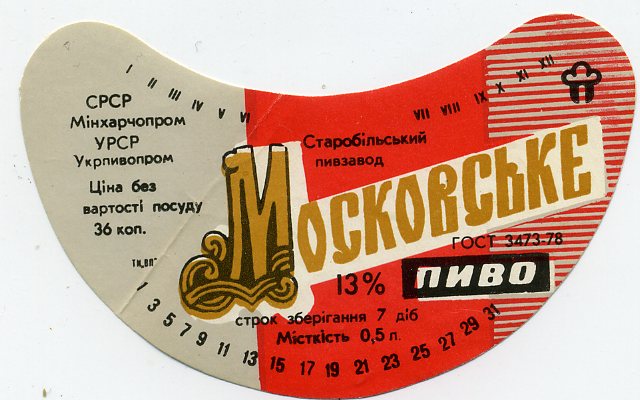 I II III IV V VI VII VIII IX X XI XII
СРСР
Мінхарчопром
УРСР
Укрпивопром
Ціна без
вартості посуду
36 коп.
Старобільський
пивзавод
Московське
ГОСТ 3473-78
13% ПИВО
строк зберігання 7 діб
Місткість 0,5 л.
1 3 5 7 9 11 13 15 17 19 21 23 25 27 29 31